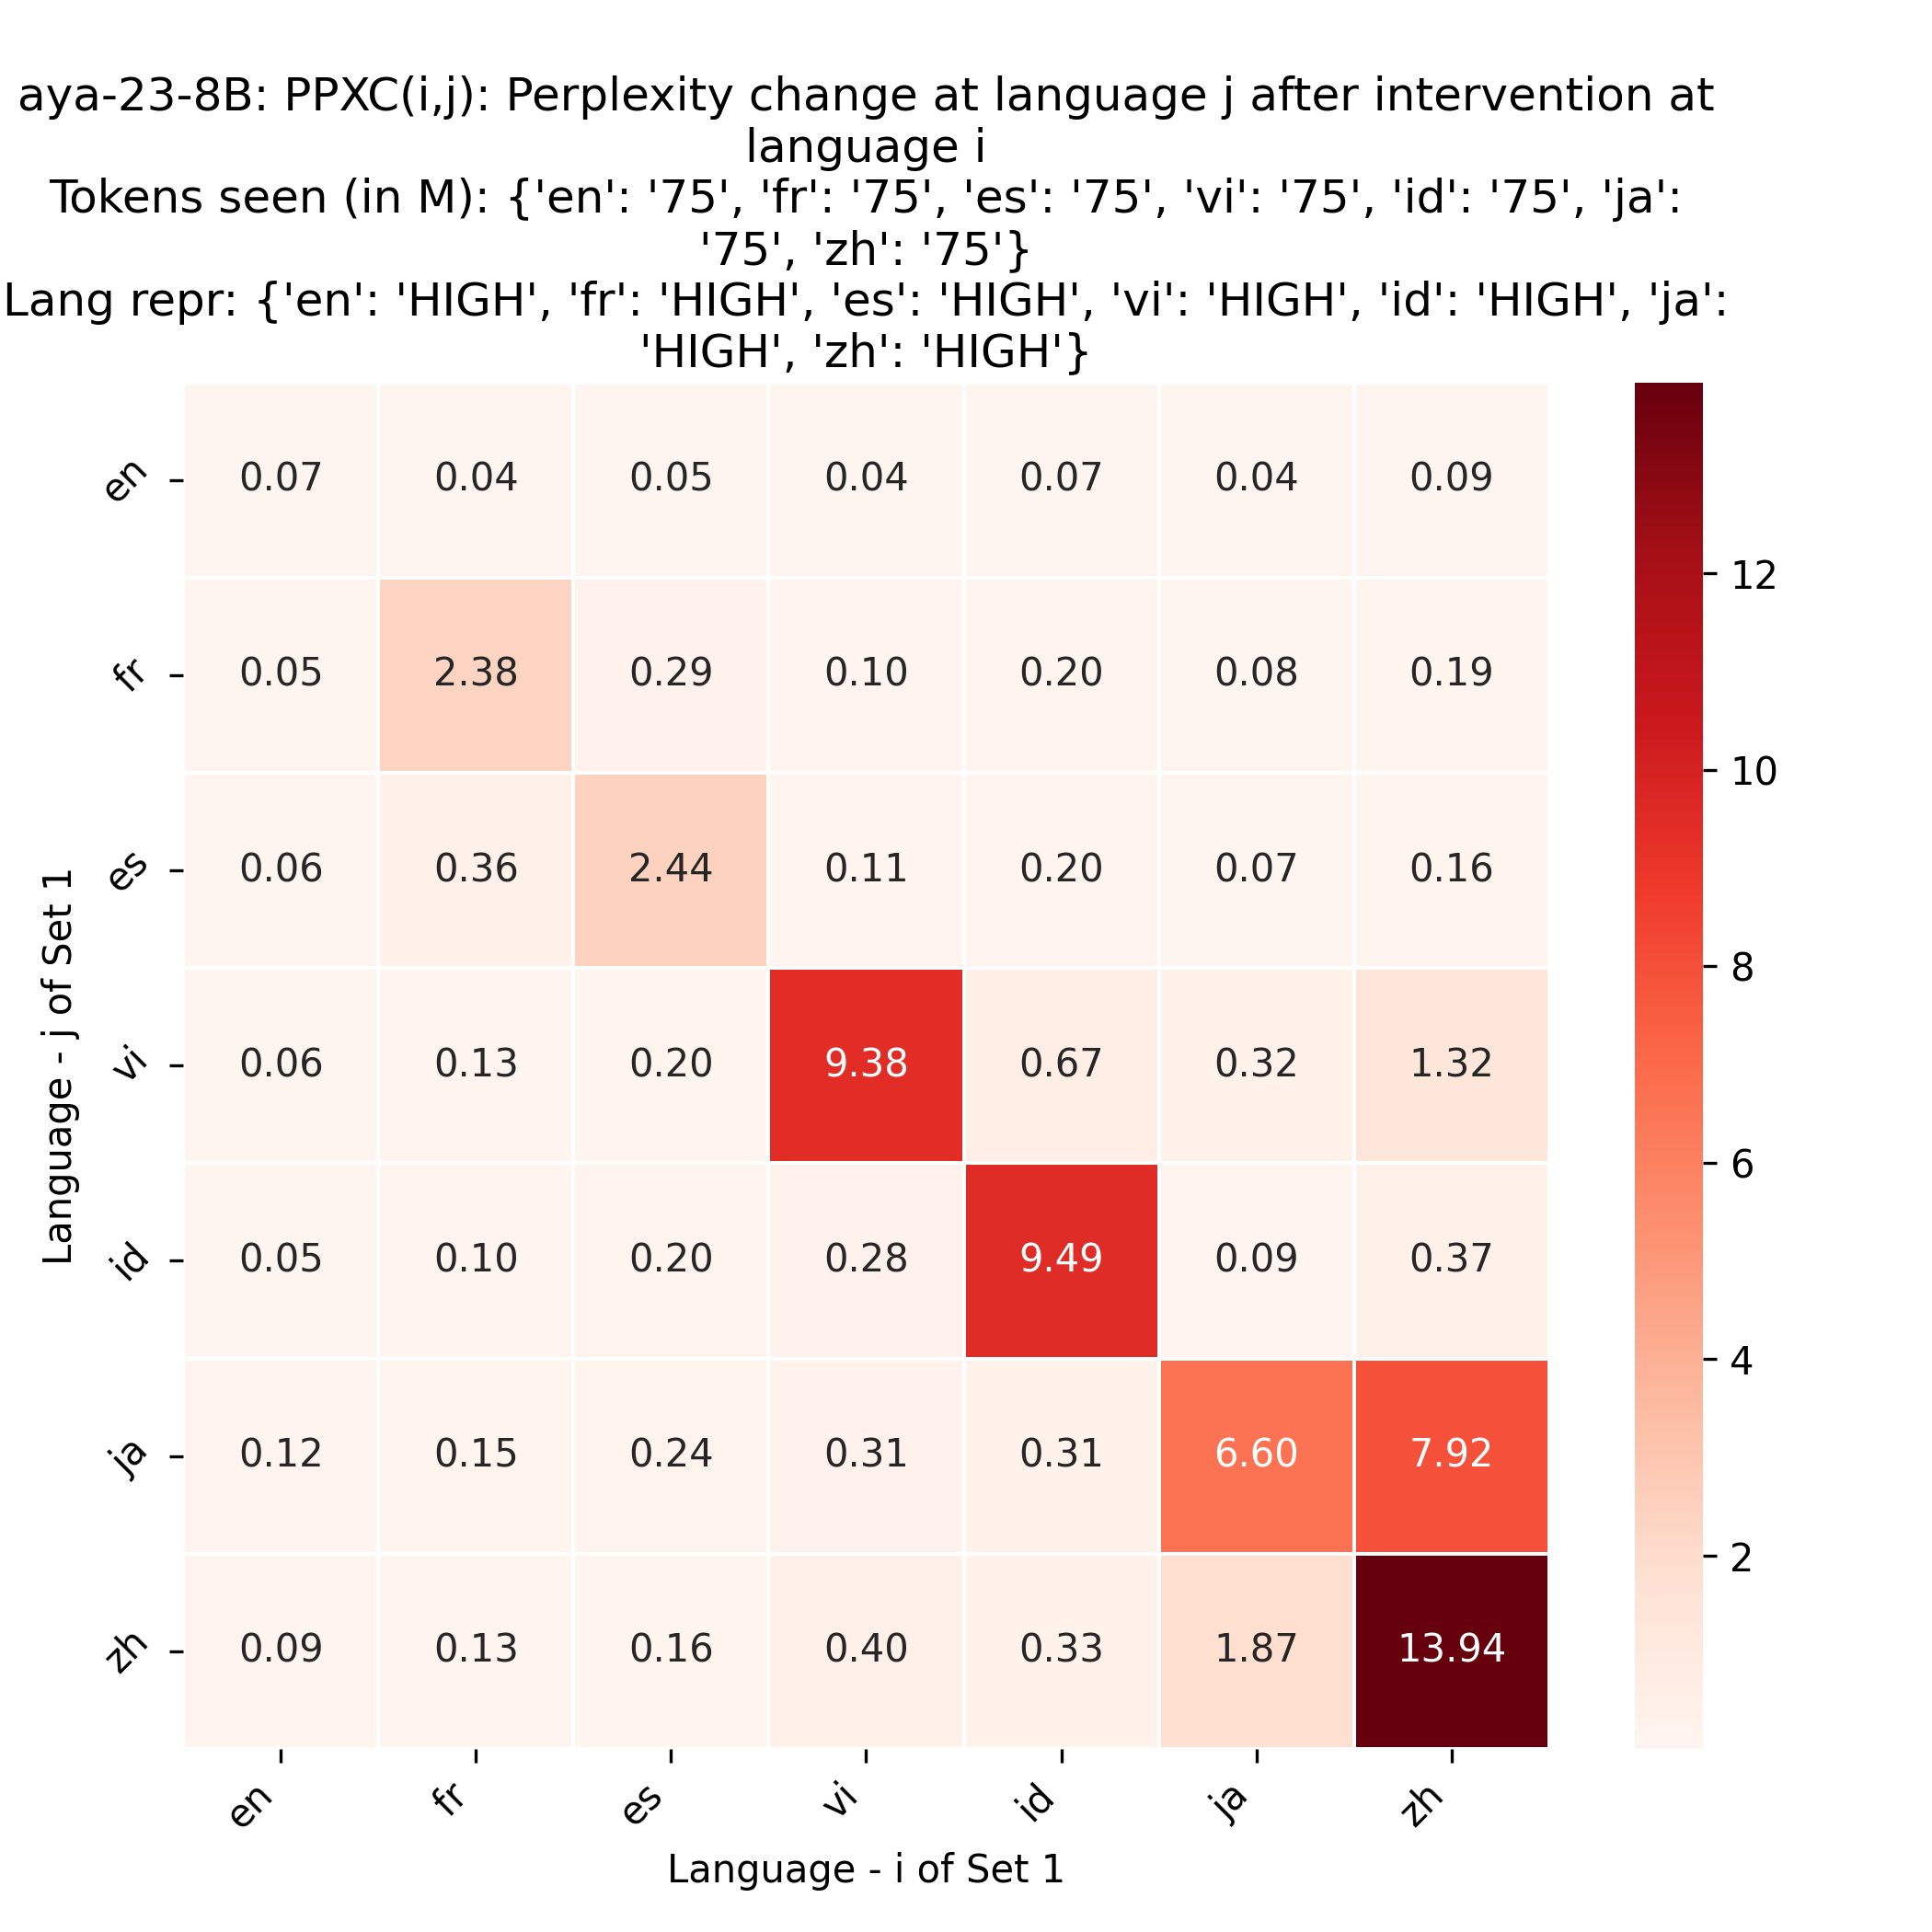 aya-23-8B: PPXC(i,j): Perplexity change at language j after intervention at
language i
Tokens seen (in M): {'en': '75', 'fr': '75', 'es': '75', 'vi': '75', 'id': '75', 'ja':
'75', 'zh': '75'}
Lang repr: {'en': 'HIGH', 'fr': 'HIGH', 'es': 'HIGH', 'vi': 'HIGH', 'id': 'HIGH', 'ja':
'HIGH', 'zh': 'HIGH'}
Language - j of Set 1
en 0.07 0.04 0.05 0.04 0.07 0.04 0.09
fr 0.05 2.38 0.29 0.10 0.20 0.08 0.19
es 0.06 0.36 2.44 0.11 0.20 0.07 0.16
vi 0.06 0.13 0.20 9.38 0.67 0.32 1.32
id 0.05 0.10 0.20 0.28 9.49 0.09 0.37
ja 0.12 0.15 0.24 0.31 0.31 6.60 7.92
zh 0.09 0.13 0.16 0.40 0.33 1.87 13.94
en fr es vi id ja zh
Language - i of Set 1
12
10
8
6
4
2